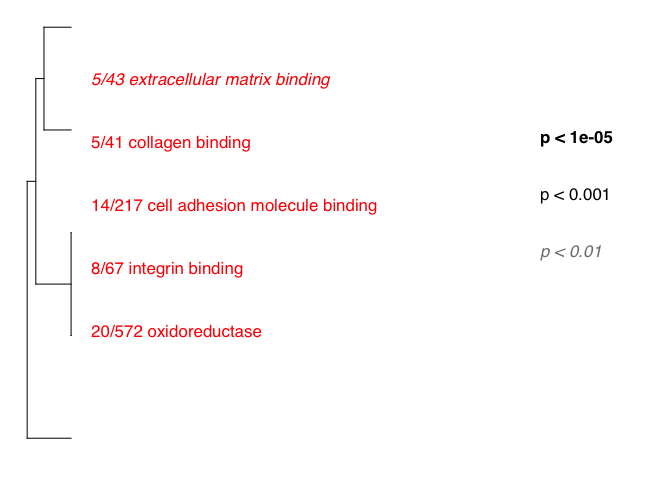 5/43 extracellular matrix binding
5/41 collagen binding
14/217 cell adhesion molecule binding
8/67 integrin binding
20/572 oxidoreductase
p < 1e-05
p < 0.001
p < 0.01